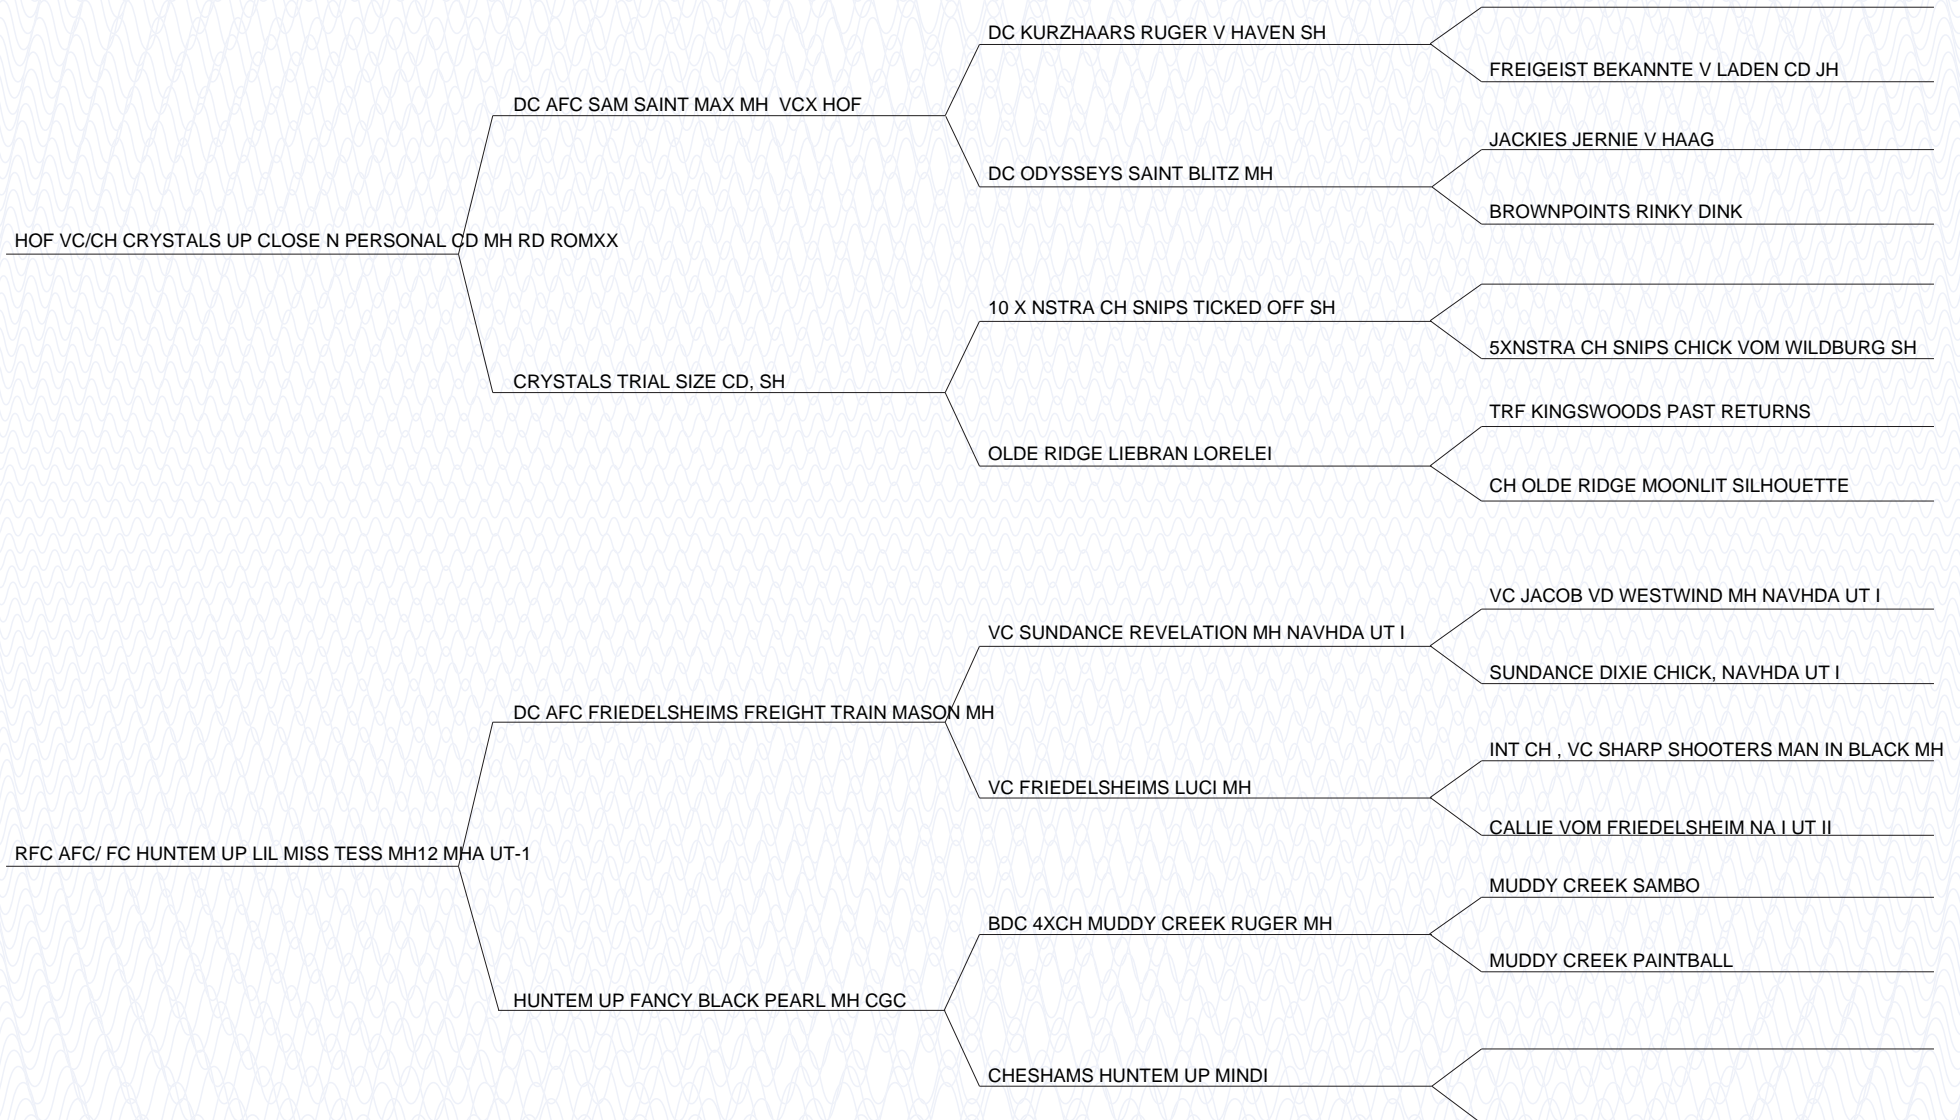 DC KURZHAARS RUGER V HAVEN SH
FREIGEIST BEKANNTE V LADEN CD JH
DC AFC SAM SAINT MAX MH  VCX HOF
JACKIES JERNIE V HAAG
DC ODYSSEYS SAINT BLITZ MH
BROWNPOINTS RINKY DINK
HOF VC/CH CRYSTALS UP CLOSE N PERSONAL CD MH RD ROMXX
10 X NSTRA CH SNIPS TICKED OFF SH
5XNSTRA CH SNIPS CHICK VOM WILDBURG SH
CRYSTALS TRIAL SIZE CD, SH
TRF KINGSWOODS PAST RETURNS
OLDE RIDGE LIEBRAN LORELEI
CH OLDE RIDGE MOONLIT SILHOUETTE
VC JACOB VD WESTWIND MH NAVHDA UT I
VC SUNDANCE REVELATION MH NAVHDA UT I
SUNDANCE DIXIE CHICK, NAVHDA UT I
DC AFC FRIEDELSHEIMS FREIGHT TRAIN MASON MH
INT CH , VC SHARP SHOOTERS MAN IN BLACK MH
VC FRIEDELSHEIMS LUCI MH
CALLIE VOM FRIEDELSHEIM NA I UT II
RFC AFC/ FC HUNTEM UP LIL MISS TESS MH12 MHA UT-1
MUDDY CREEK SAMBO
BDC 4XCH MUDDY CREEK RUGER MH
MUDDY CREEK PAINTBALL
HUNTEM UP FANCY BLACK PEARL MH CGC
CHESHAMS HUNTEM UP MINDI